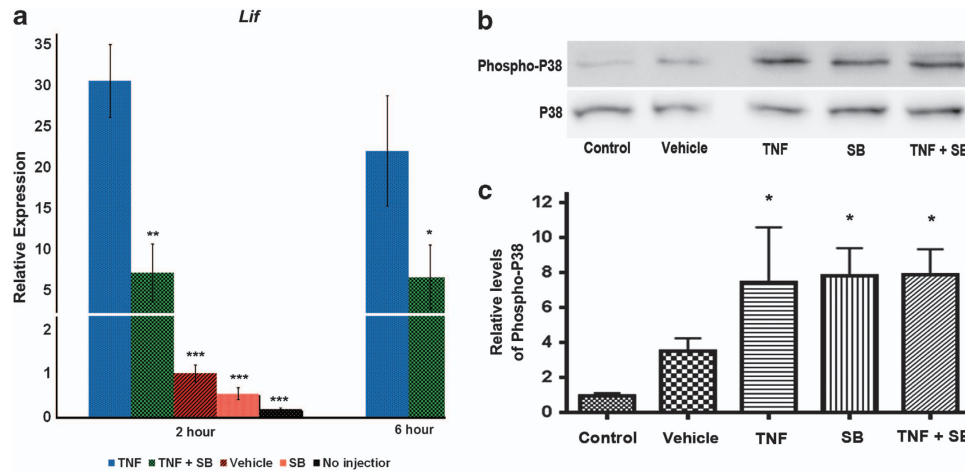 a
Lif
Relative Expression
35
30
25
20
15
10
5
2
1
0
**
***
***
***
*
2 hour
6 hour
TNF
TNF + SB
Vehicle
SB
No injectior
b
Phospho-P38
P38
Control
Vehicle
TNF
SB
TNF + SB
c
Relative levels
of Phospho-P38
12
10
8
6
4
2
0
*
*
*
Control
Vehicle
TNF
SB
TNF + SB